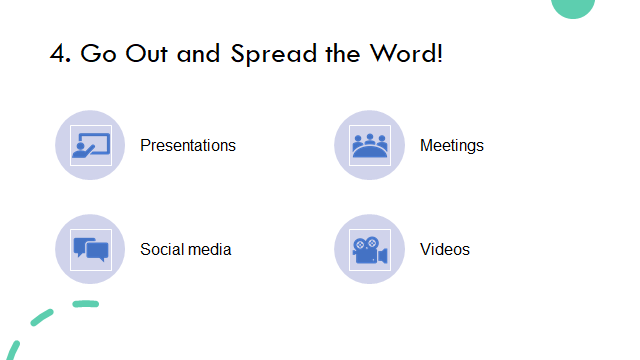 4. Go Out and Spread the Word!
Presentations
Meetings
Social media
Videos